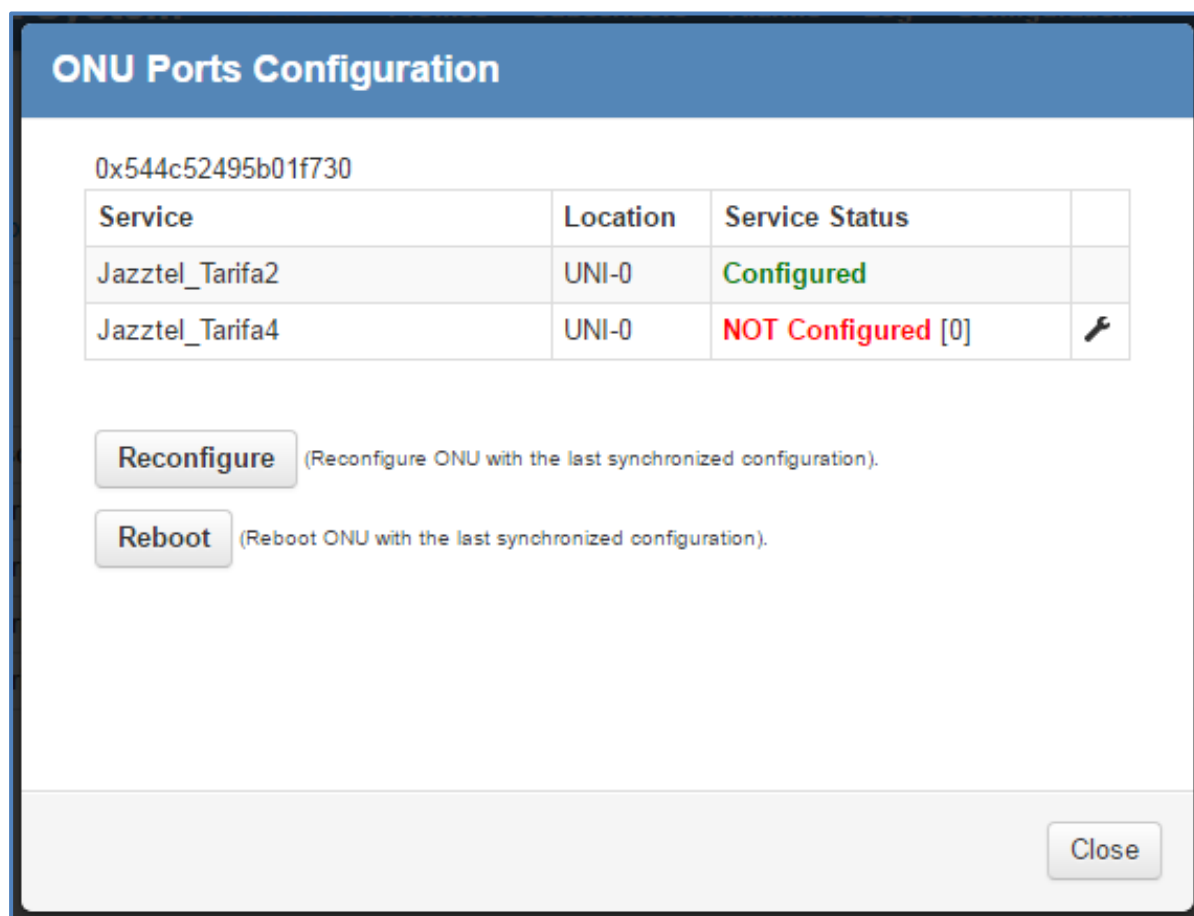 ONU Ports Configuration
0x544c52495b01f730
Service Location Service Status
Jazztel_Tarifa2 UNI-0 Configured
Jazztel_Tarifa4 UNI-0 NOT Configured [0]
Reconfigure (Reconfigure ONU with the last synchronized configuration).
Reboot (Reboot ONU with the last synchronized configuration).
Close